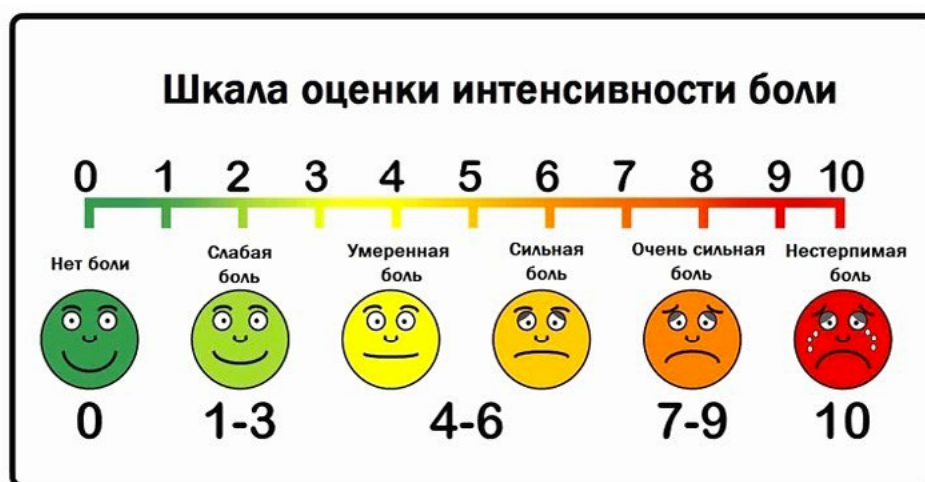 Шкала оценки интенсивности боли
0 1 2 3 4 5 6 7 8 9 10
Нет боли
Слабая
боль
Умеренная
боль
Сильная
боль
Очень сильная
боль
Нестерпимая
боль
0 1-3 4-6 7-9 10